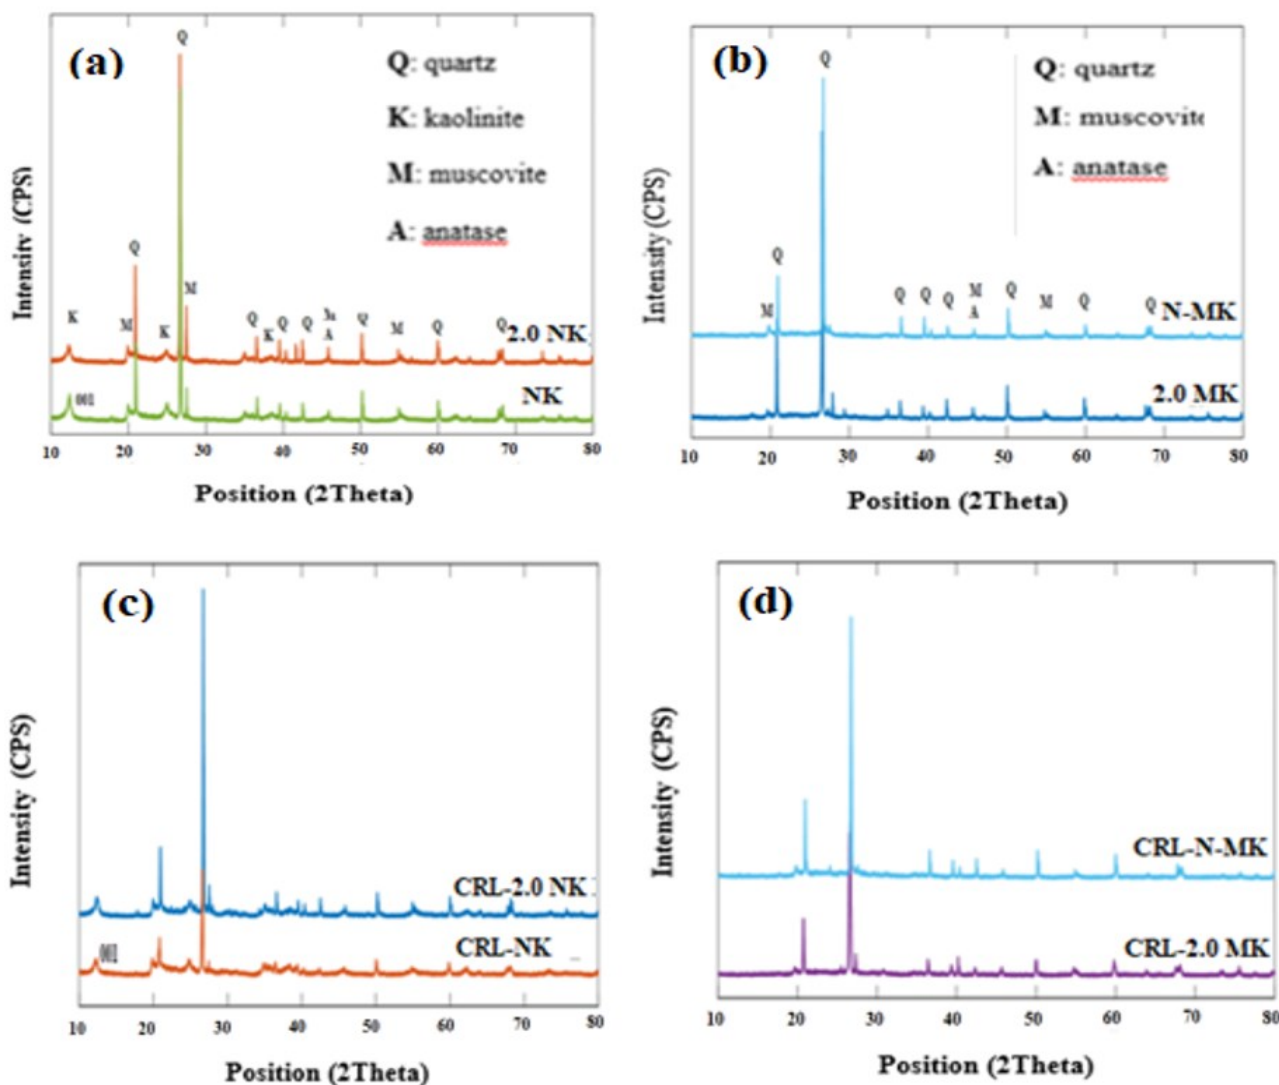 (a)
Q: quartz
K: kaolinite
M: muscovite
A: anatase
Q
Q
K
M
K
M
Q
K
Q
Q
A
Q
M
Q
Q
2.0 NK
001
NK
Intensity (CPS)
10 20 30 40 50 60 70 80
Position (2Theta)
(b)
Q: quartz
M: muscovite
A: anatase
Q
Q
M
Q
Q
Q
M
A
Q
M
Q
Q
N-MK
2.0 MK
Intensity (CPS)
10 20 30 40 50 60 70 80
Position (2Theta)
(c)
CRL-2.0 NK
001
CRL-NK
Intensity (CPS)
10 20 30 40 50 60 70 80
Position (2Theta)
(d)
CRL-N-MK
CRL-2.0 MK
Intensity (CPS)
10 20 30 40 50 60 70 80
Position (2Theta)